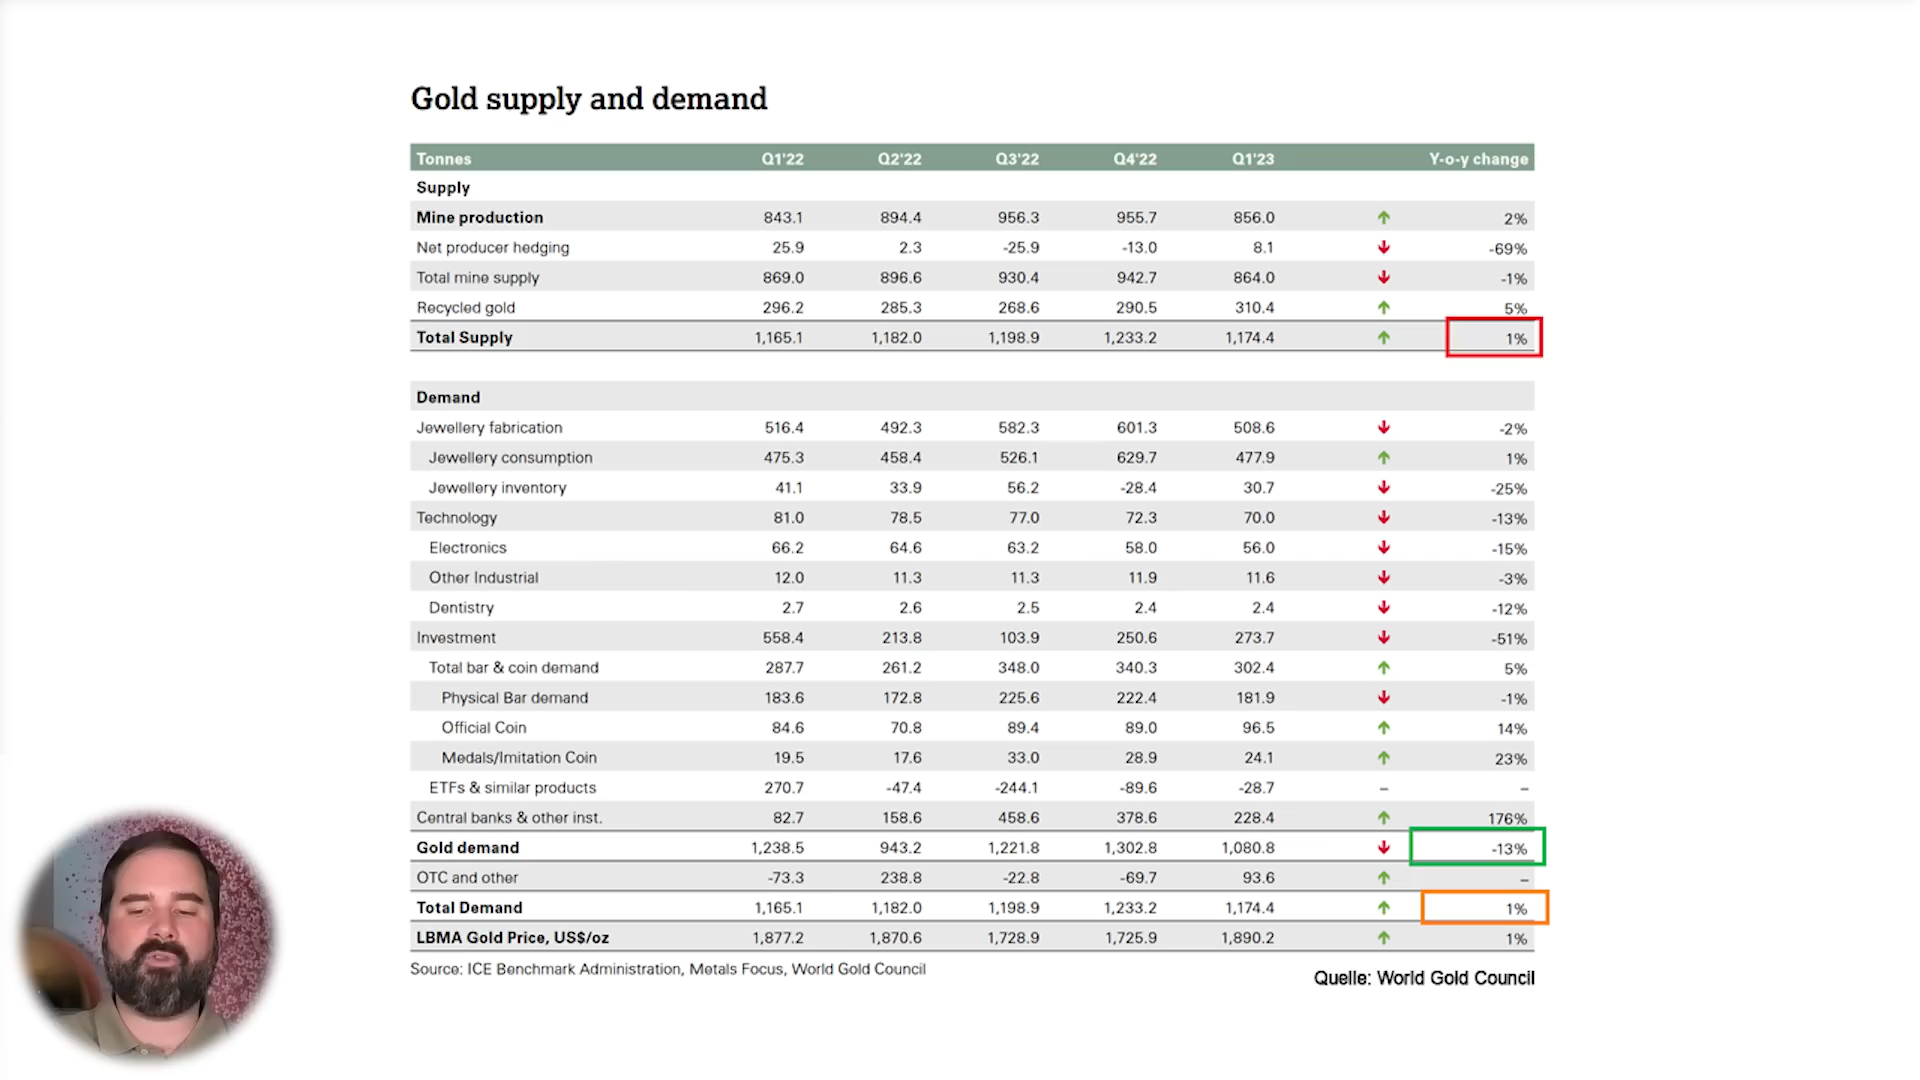 Gold supply and demand
Tonnes Q1'22 Q2'22 Q3'22 Q4'22 Q1'23 Y-o-y change
Supply
Mine production 843.1 894.4 956.3 955.7 856.0 2%
Net producer hedging 25.9 2.3 -25.9 -13.0 8.1 -69%
Total mine supply 869.0 896.6 930.4 942.7 864.0 -1%
Recycled gold 296.2 285.3 268.6 290.5 310.4 5%
Total Supply 1,165.1 1,182.0 1,198.9 1,233.2 1,174.4 1%
Demand
Jewellery fabrication 516.4 492.3 582.3 601.3 508.6 -2%
Jewellery consumption 475.3 458.4 526.1 629.7 477.9 1%
Jewellery inventory 41.1 33.9 56.2 -28.4 30.7 -25%
Technology 81.0 78.5 77.0 72.3 70.0 -13%
Electronics 66.2 64.6 63.2 58.0 56.0 -15%
Other Industrial 12.0 11.3 11.3 11.9 11.6 -3%
Dentistry 2.7 2.6 2.5 2.4 2.4 -12%
Investment 558.4 213.8 103.9 250.6 273.7 -51%
Total bar & coin demand 287.7 261.2 348.0 340.3 302.4 5%
Physical Bar demand 183.6 172.8 225.6 222.4 181.9 -1%
Official Coin 84.6 70.8 89.4 89.0 96.5 14%
Medals/Imitation Coin 19.5 17.6 33.0 28.9 24.1 23%
ETFs & similar products 270.7 -47.4 -244.1 -89.6 -28.7 – –
Central banks & other inst. 82.7 158.6 458.6 378.6 228.4 176%
Gold demand 1,238.5 943.2 1,221.8 1,302.8 1,080.8 -13%
OTC and other -73.3 238.8 -22.8 -69.7 93.6 –
Total Demand 1,165.1 1,182.0 1,198.9 1,233.2 1,174.4 1%
LBMA Gold Price, US$/oz 1,877.2 1,870.6 1,728.9 1,725.9 1,890.2 1%
Source: ICE Benchmark Administration, Metals Focus, World Gold Council
Quelle: World Gold Council